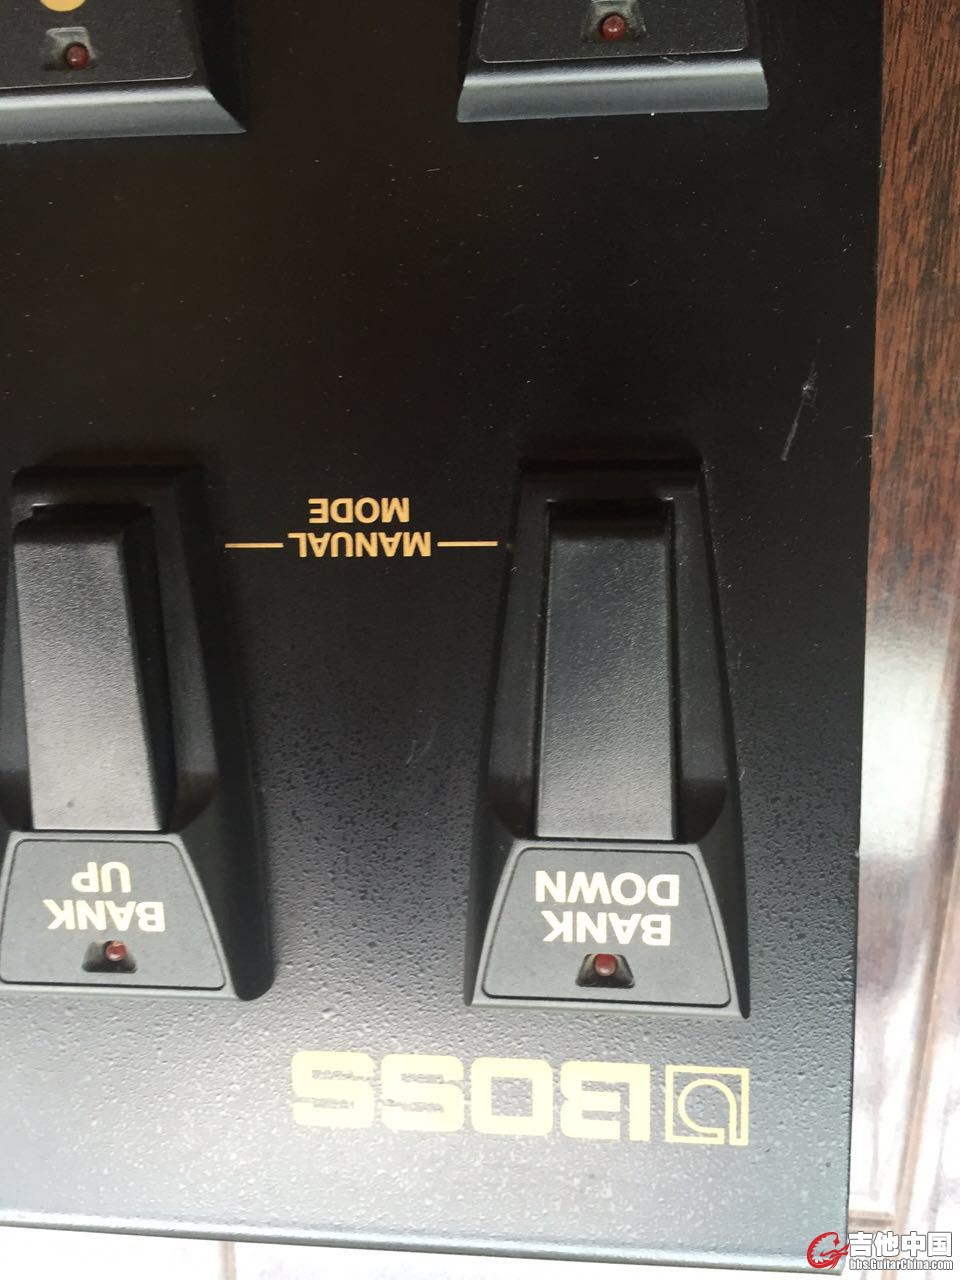 BOSS
BANK
DOWN
BANK
UP
MANUAL
MODE
吉他中国
bbs.GuitarChina.com